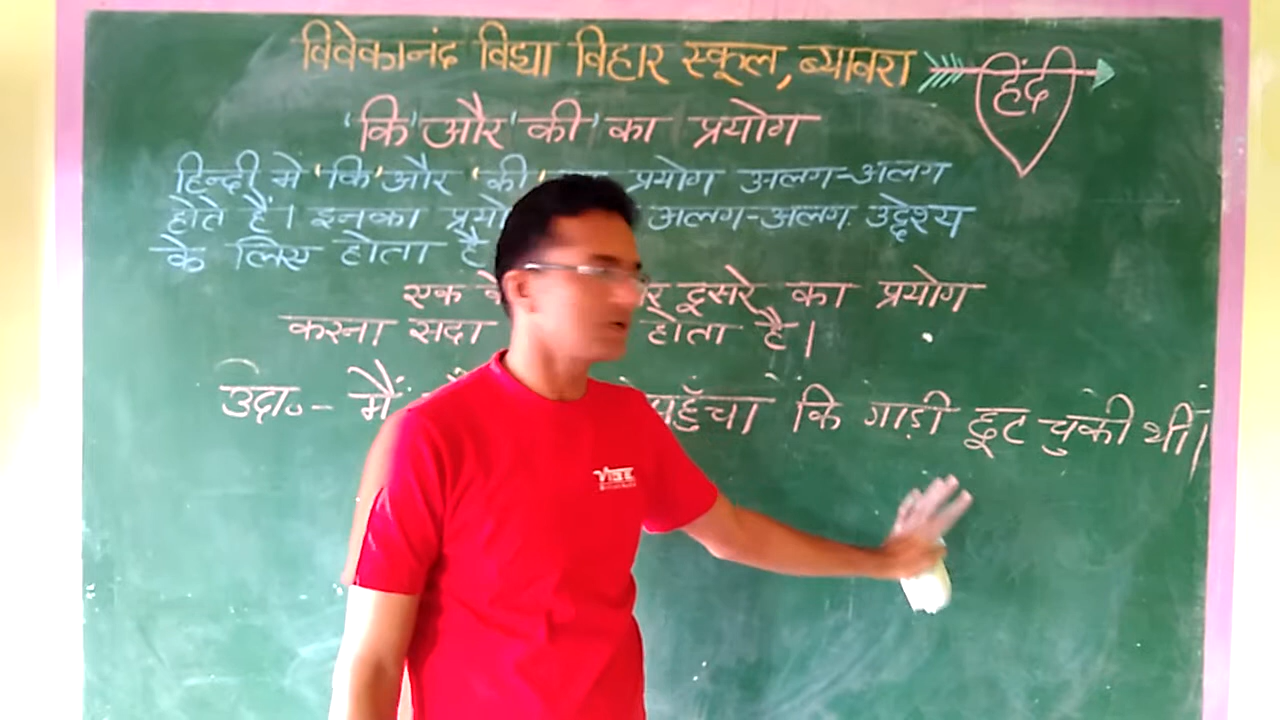 विवेकानंद विद्या विहार स्कूल, ब्यावरा
हिंदी
'कि' और 'की' का प्रयोग
हिन्दी मे 'कि' और 'की' प्रयोग अलग-अलग
होते हैं। इनका अलग-अलग उद्देश्य
के लिए होता है
एक दूसरे का प्रयोग
करना सदा होता है।
उदा०- मैं पहुँचा कि गाड़ी छूट चुकी थीं।